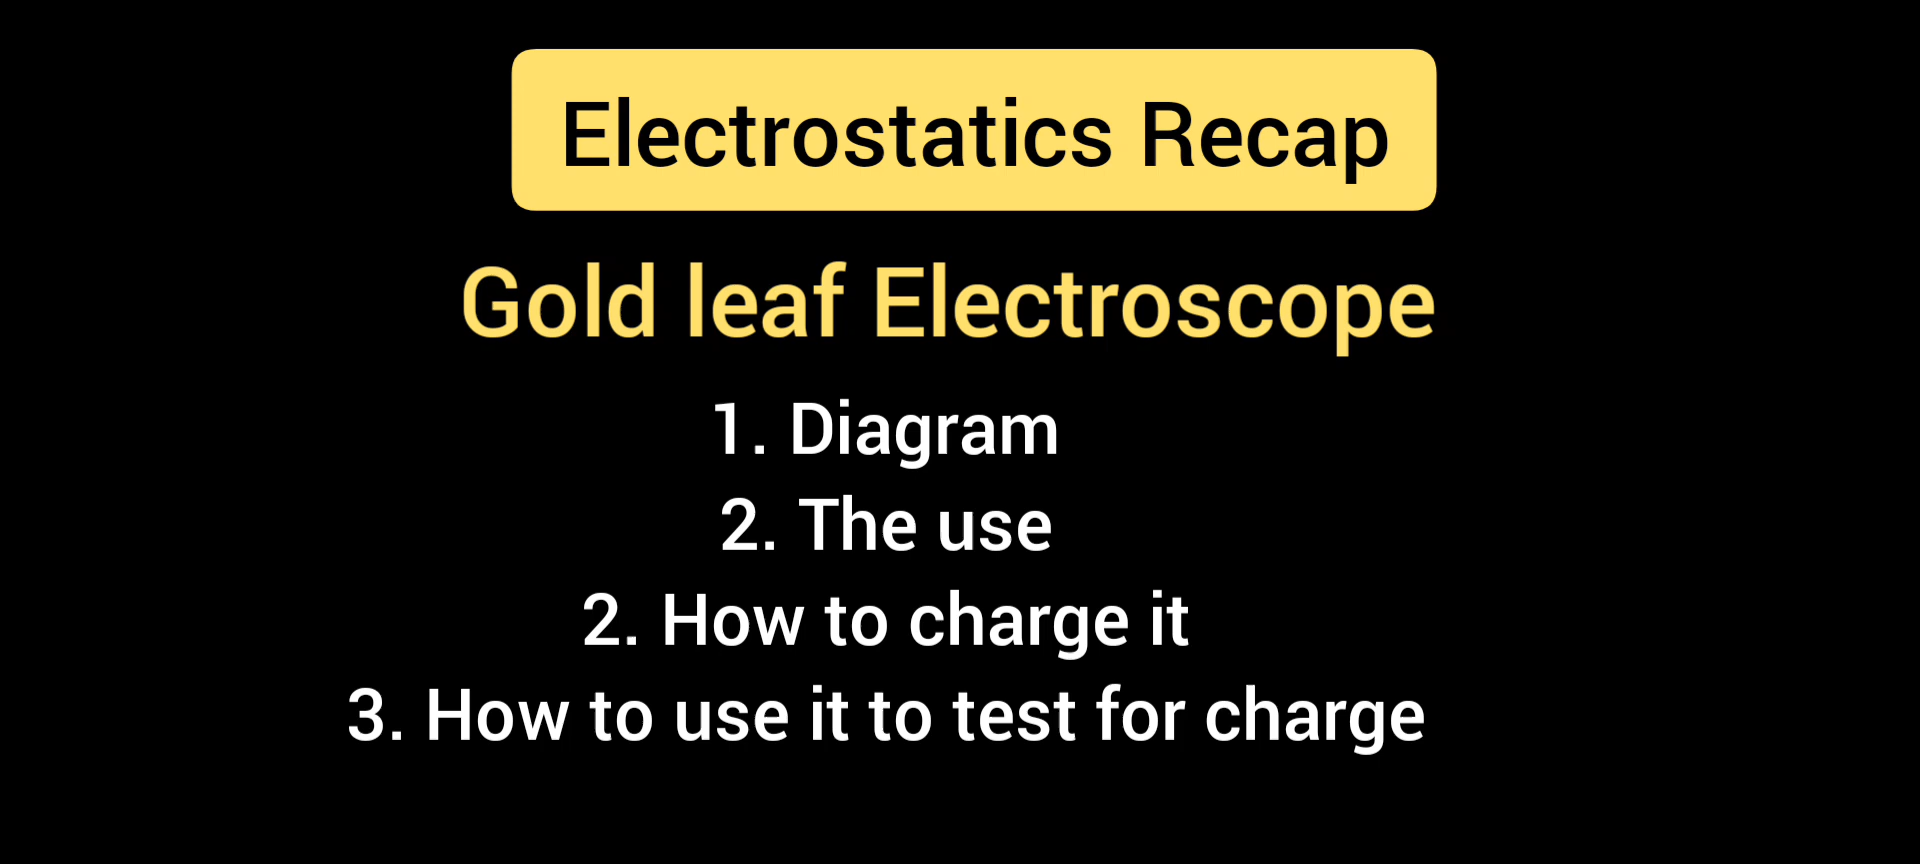 Electrostatics Recap
Gold leaf Electroscope
1. Diagram
2. The use
2. How to charge it
3. How to use it to test for charge